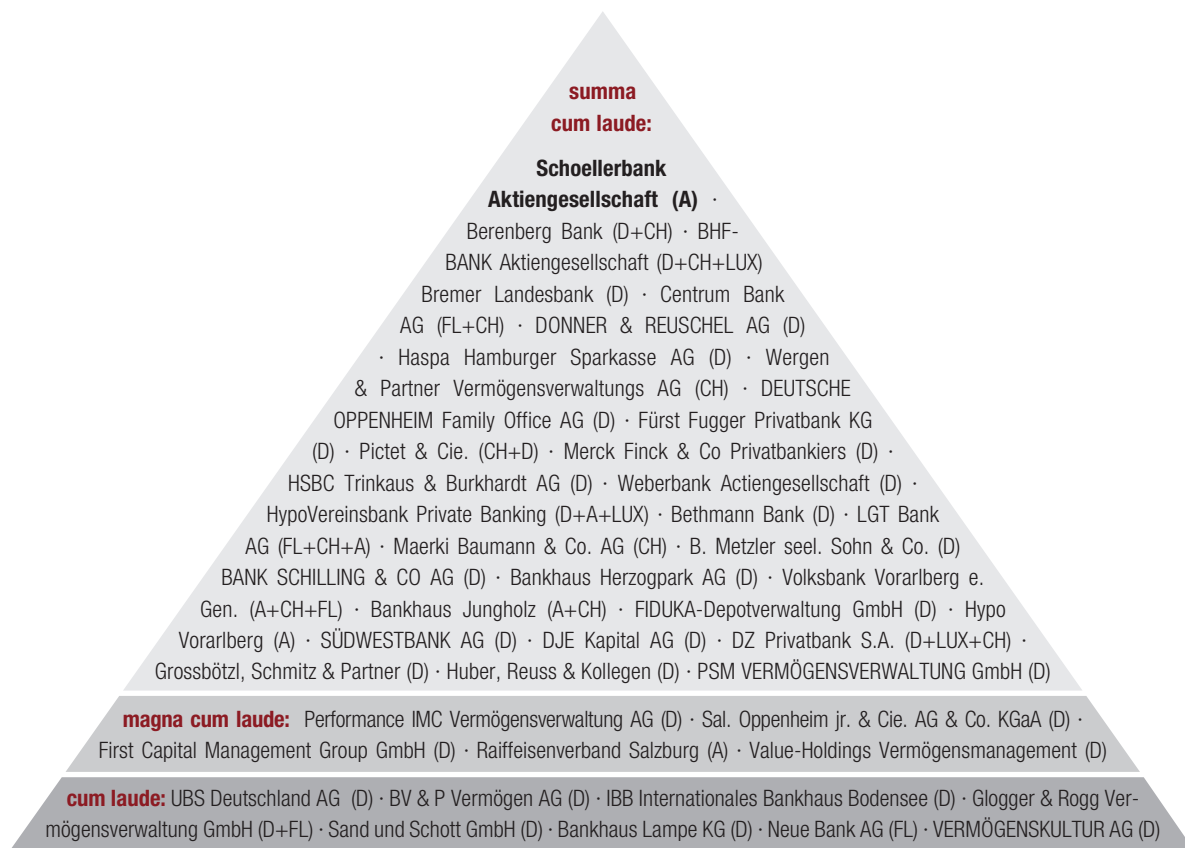 summa
cum laude:
Schoellerbank
Aktiengesellschaft (A) ·
Berenberg Bank (D+CH) · BHF-
BANK Aktiengesellschaft (D+CH+LUX)
Bremer Landesbank (D) · Centrum Bank
AG (FL+CH) · DONNER & REUSCHEL AG (D)
· Haspa Hamburger Sparkasse AG (D) · Wergen
& Partner Vermögensverwaltungs AG (CH) · DEUTSCHE
OPPENHEIM Family Office AG (D) · Fürst Fugger Privatbank KG
(D) · Pictet & Cie. (CH+D) · Merck Finck & Co Privatbankiers (D) ·
HSBC Trinkaus & Burkhardt AG (D) · Weberbank Actiengesellschaft (D) ·
HypoVereinsbank Private Banking (D+A+LUX) · Bethmann Bank (D) · LGT Bank
AG (FL+CH+A) · Maerki Baumann & Co. AG (CH) · B. Metzler seel. Sohn & Co. (D)
BANK SCHILLING & CO AG (D) · Bankhaus Herzogpark AG (D) · Volksbank Vorarlberg e.
Gen. (A+CH+FL) · Bankhaus Jungholz (A+CH) · FIDUKA-Depotverwaltung GmbH (D) · Hypo
Vorarlberg (A) · SÜDWESTBANK AG (D) · DJE Kapital AG (D) · DZ Privatbank S.A. (D+LUX+CH) ·
Grossbötzl, Schmitz & Partner (D) · Huber, Reuss & Kollegen (D) · PSM VERMÖGENSVERWALTUNG GmbH (D)
magna cum laude: Performance IMC Vermögensverwaltung AG (D) · Sal. Oppenheim jr. & Cie. AG & Co. KGaA (D) ·
First Capital Management Group GmbH (D) · Raiffeisenverband Salzburg (A) · Value-Holdings Vermögensmanagement (D)
cum laude: UBS Deutschland AG (D) · BV & P Vermögen AG (D) · IBB Internationales Bankhaus Bodensee (D) · Glogger & Rogg Ver-
mögensverwaltung GmbH (D+FL) · Sand und Schott GmbH (D) · Bankhaus Lampe KG (D) · Neue Bank AG (FL) · VERMÖGENSKULTUR AG (D)